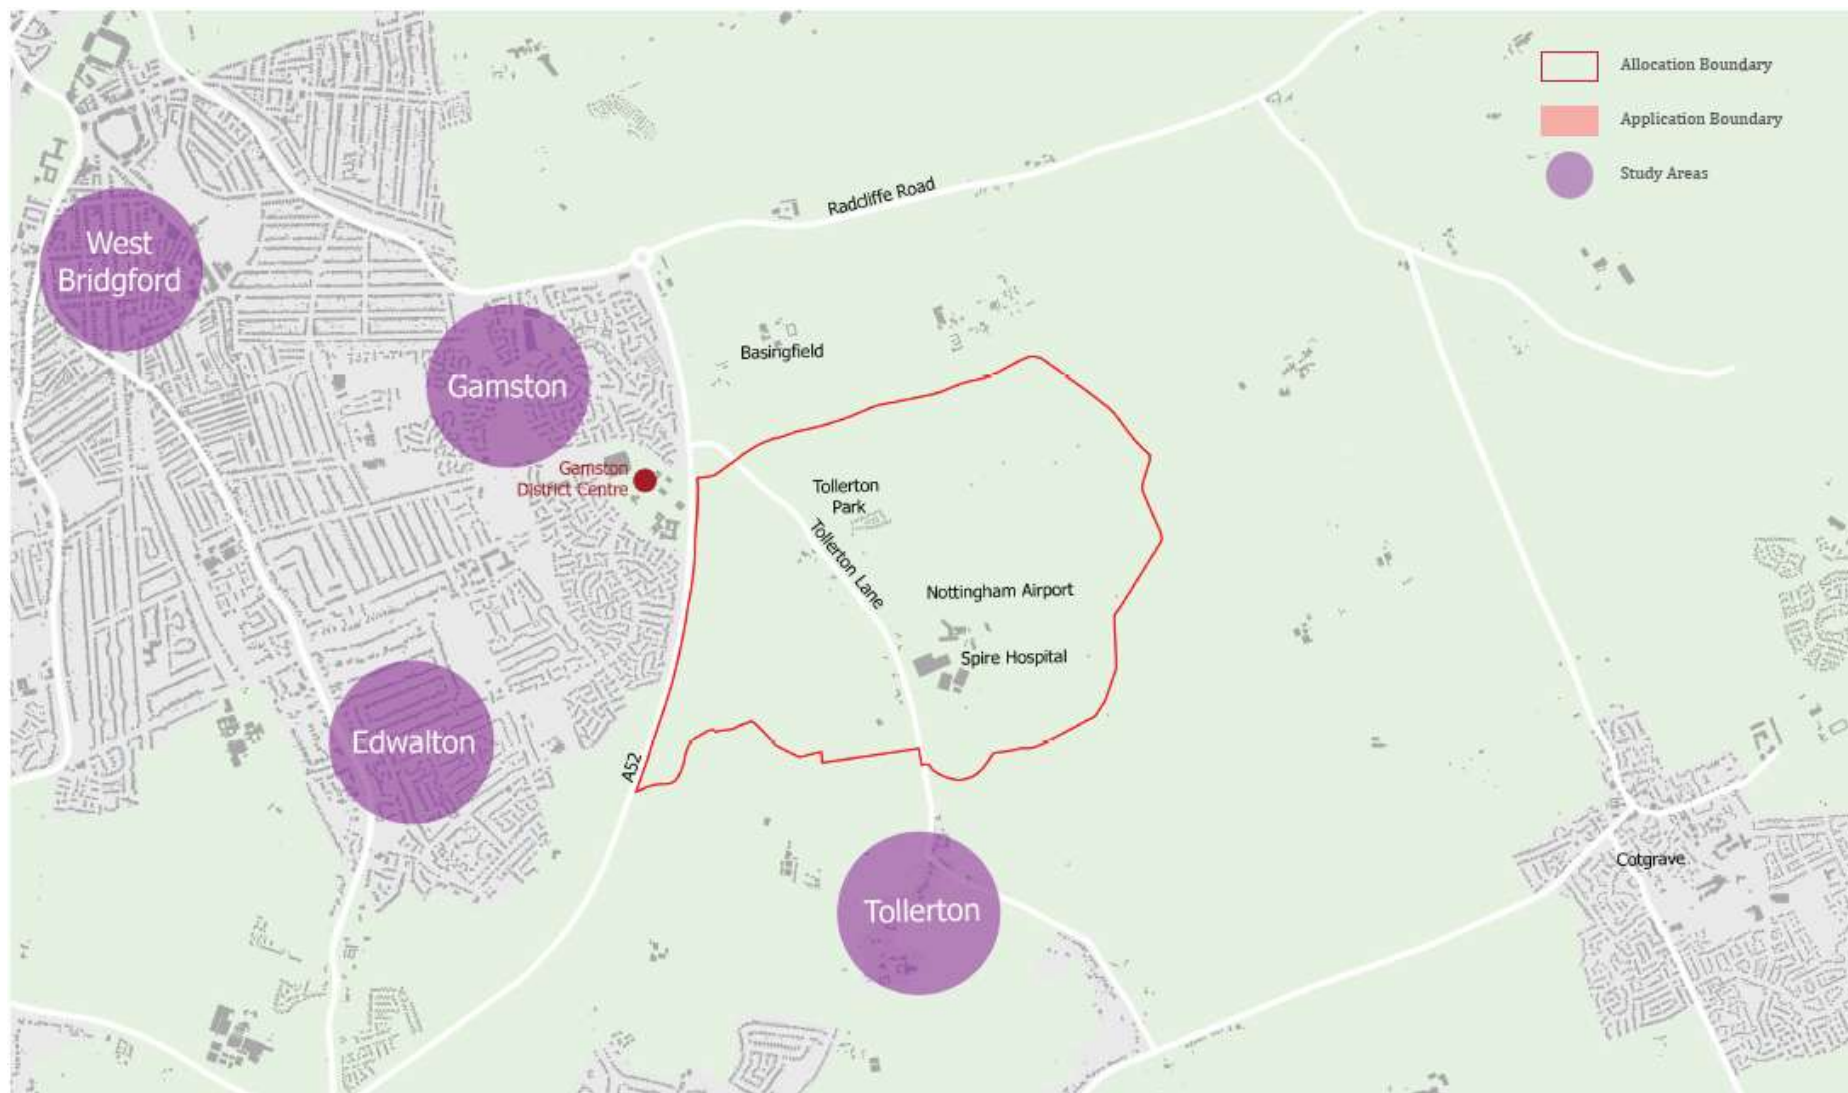 Allocation Boundary
Application Boundary
Study Areas
Radcliffe Road
West
Bridgford
Basingfield
Gamston
Gamston
District Centre
Tollerton
Park
Tollerton Lane
Nottingham Airport
Spire Hospital
Edwalton
A52
Tollerton
Cotgrave